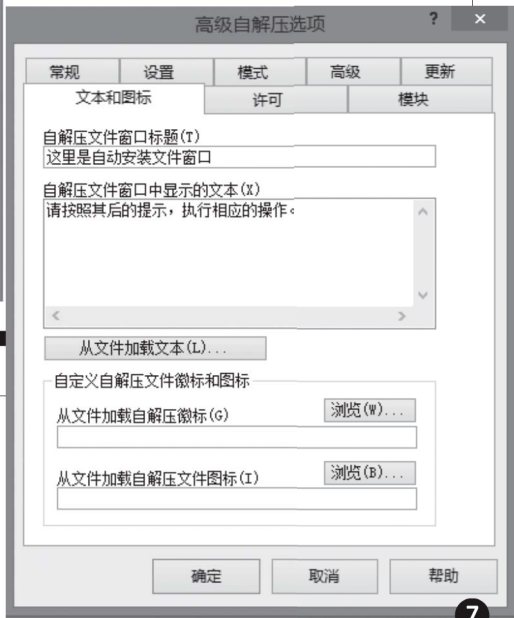 高级自解压选项
? ×
常规 设置 模式 高级 更新
文本和图标 许可 模块
自解压文件窗口标题(T)
这里是自动安装文件窗口
自解压文件窗口中显示的文本(X)
请按照其后的提示，执行相应的操作。
从文件加载文本(L)...
自定义自解压文件徽标和图标
从文件加载自解压徽标(G)
浏览(W)...
从文件加载自解压文件图标(I)
浏览(B)...
确定 取消 帮助
7